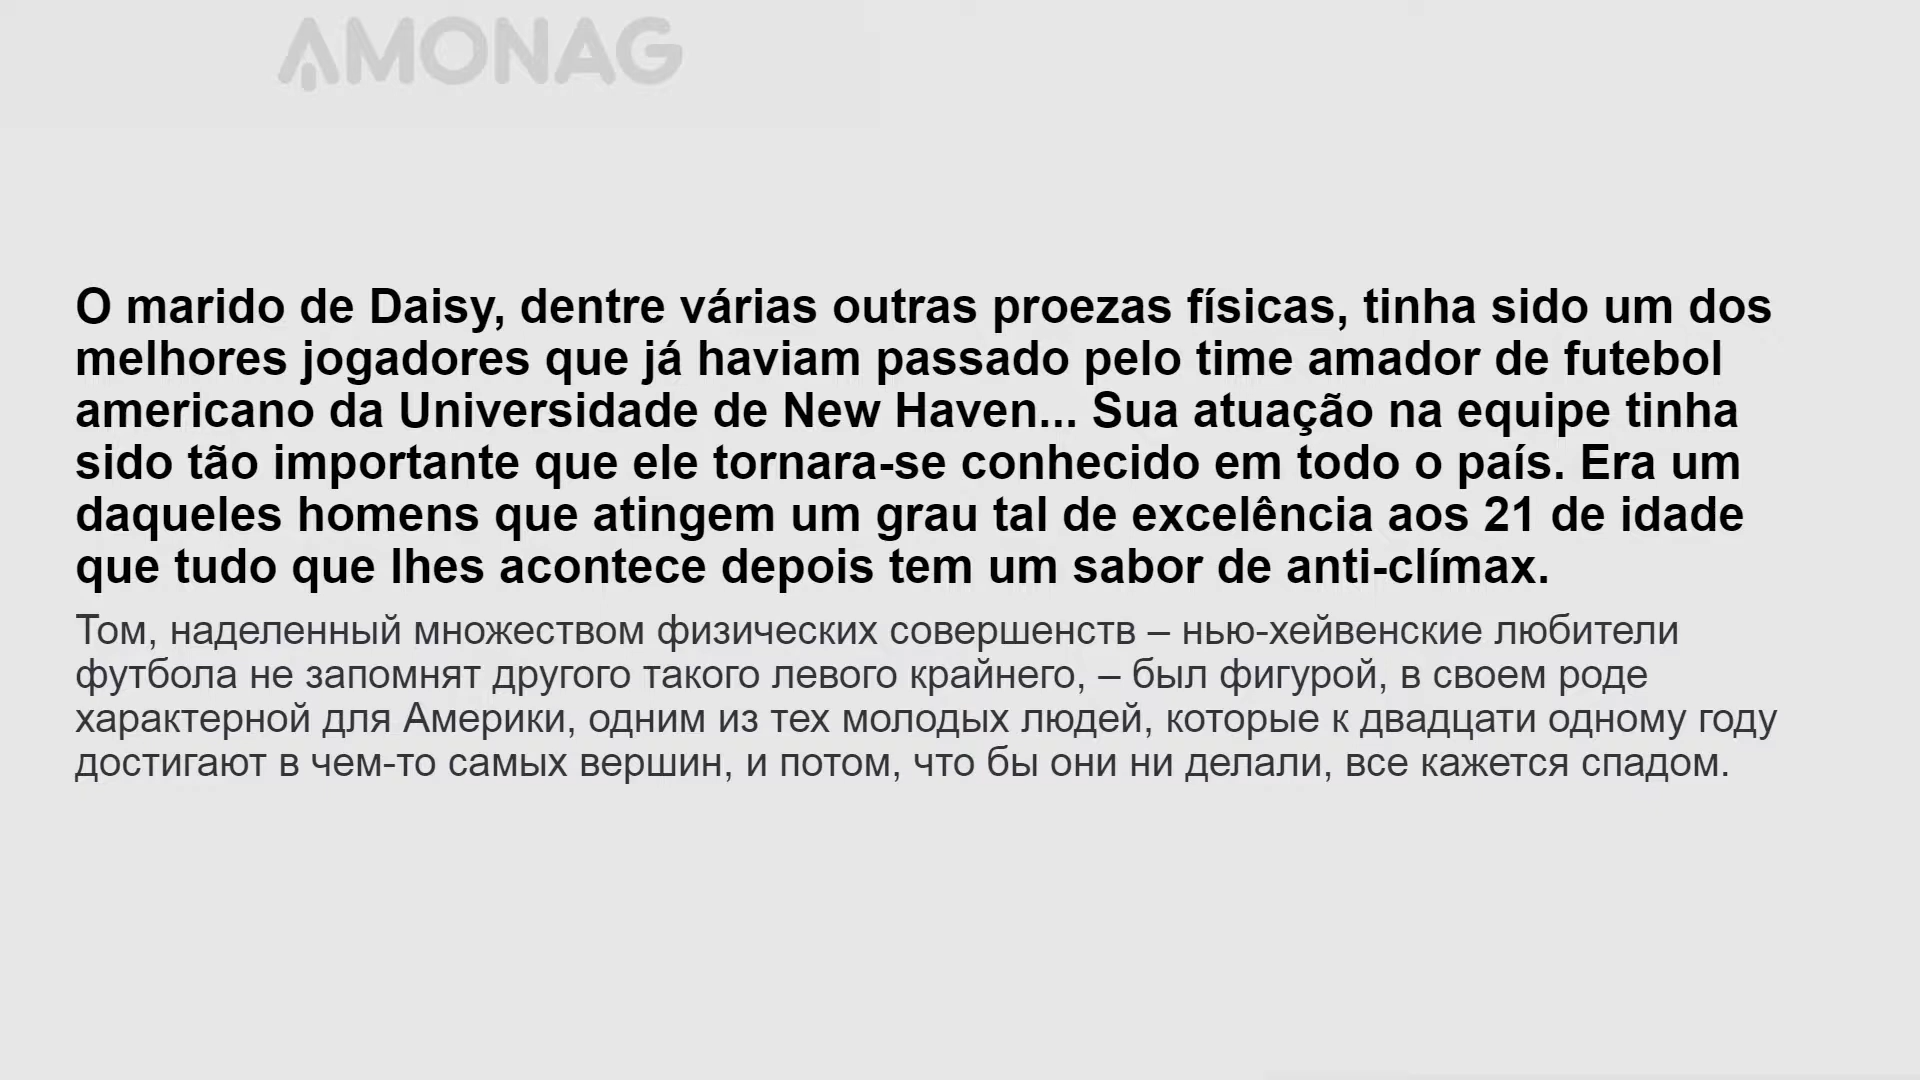 AMONAG
O marido de Daisy, dentre várias outras proezas físicas, tinha sido um dos
melhores jogadores que já haviam passado pelo time amador de futebol
americano da Universidade de New Haven... Sua atuação na equipe tinha
sido tão importante que ele tornara-se conhecido em todo o país. Era um
daqueles homens que atingem um grau tal de excelência aos 21 de idade
que tudo que lhes acontece depois tem um sabor de anti-clímax.
Том, наделенный множеством физических совершенств – нью-хейвенские любители
футбола не запомнят другого такого левого крайнего, – был фигурой, в своем роде
характерной для Америки, одним из тех молодых людей, которые к двадцати одному году
достигают в чем-то самых вершин, и потом, что бы они ни делали, все кажется спадом.